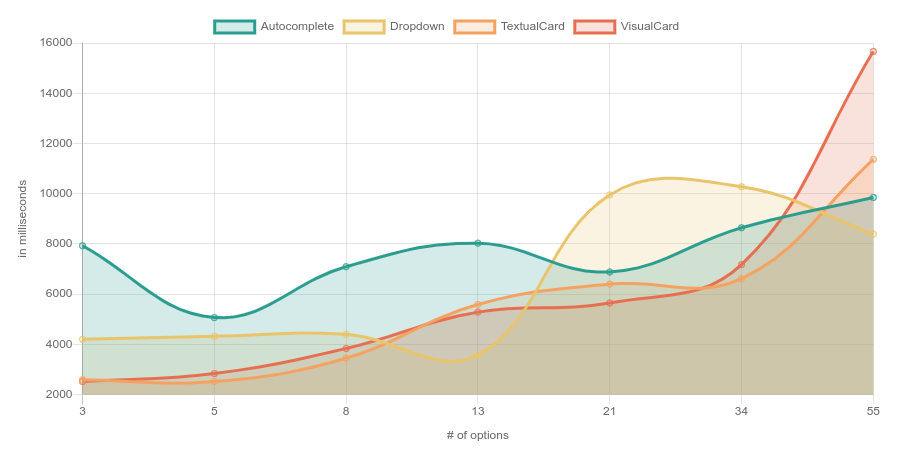 Autocomplete Dropdown TextualCard VisualCard
16000
14000
12000
10000
8000
6000
4000
2000
in milliseconds
3 5 8 13 21 34 55
# of options